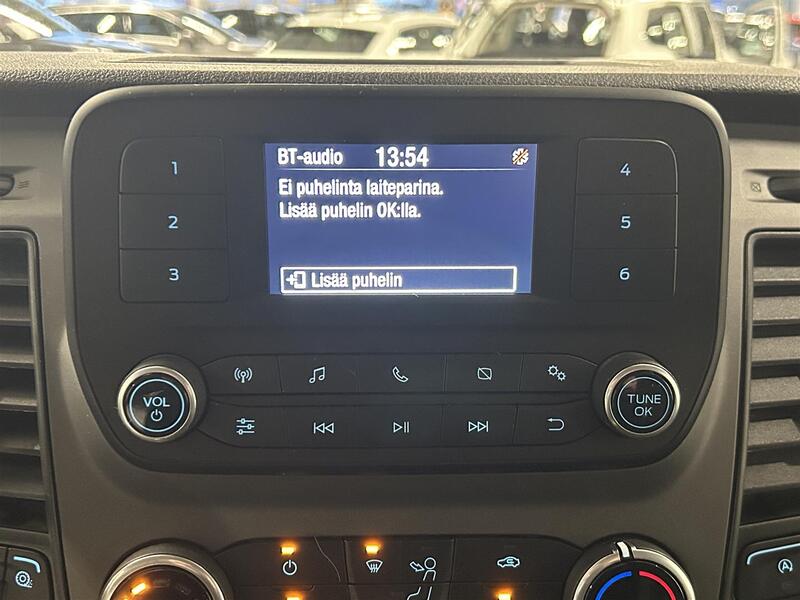 BT-audio 13:54
Ei puhelinta laiteparina.
Lisää puhelin OK:lla.
Lisää puhelin
1
2
3
4
5
6
VOL
TUNE
OK
A